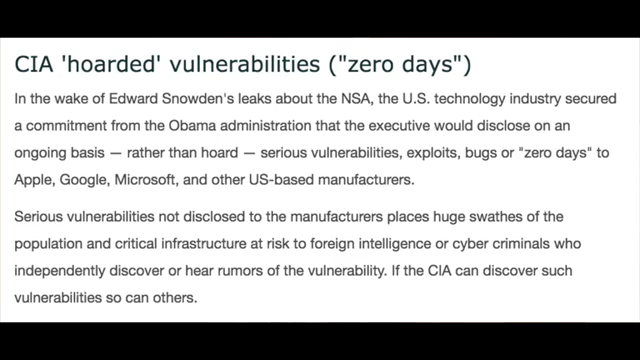 CIA 'hoarded' vulnerabilities ("zero days")
In the wake of Edward Snowden's leaks about the NSA, the U.S. technology industry secured
a commitment from the Obama administration that the executive would disclose on an
ongoing basis — rather than hoard — serious vulnerabilities, exploits, bugs or "zero days" to
Apple, Google, Microsoft, and other US-based manufacturers.
Serious vulnerabilities not disclosed to the manufacturers places huge swathes of the
population and critical infrastructure at risk to foreign intelligence or cyber criminals who
independently discover or hear rumors of the vulnerability. If the CIA can discover such
vulnerabilities so can others.